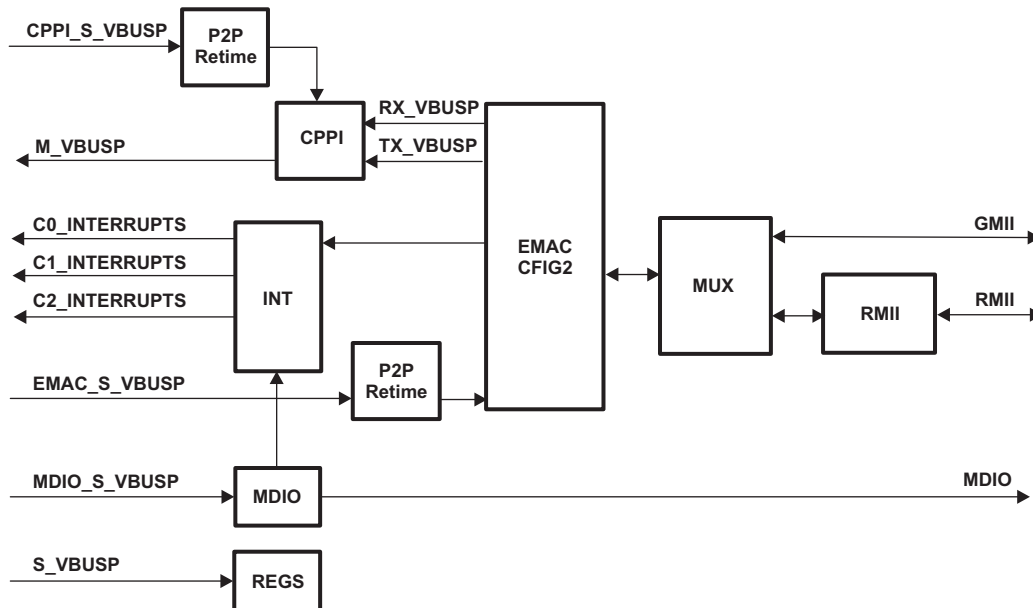 CPPI_S_VBUSP
P2P
Retime
RX_VBUSP
CPPI
TX_VBUSP
M_VBUSP
C0_INTERRUPTS
C1_INTERRUPTS
C2_INTERRUPTS
INT
EMAC
CFIG2
MUX
GMII
RMII
RMII
EMAC_S_VBUSP
P2P
Retime
MDIO_S_VBUSP
MDIO
MDIO
S_VBUSP
REGS